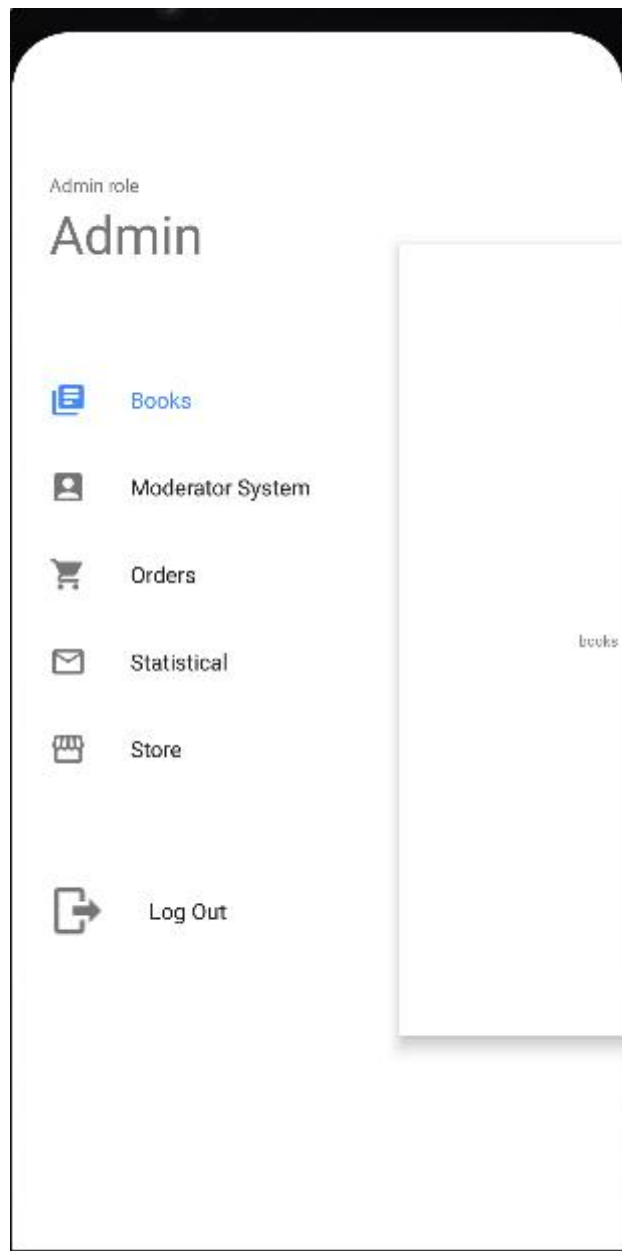 Admin role
Admin
Books
Moderator System
Orders
books
Statistical
Store
Log Out